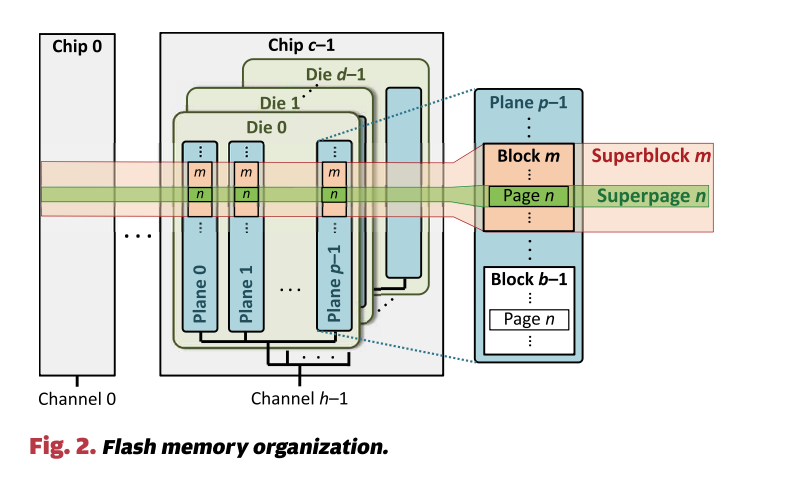 Chip 0
Chip c–1
Die d–1
Die 1
Die 0
Plane p–1
m m m
Block m
Superblock m
n n n
Page n
Superpage n
Plane 0
Plane 1
Plane p–1
Block b–1
Page n
Channel 0
Channel h–1
Fig. 2. Flash memory organization.